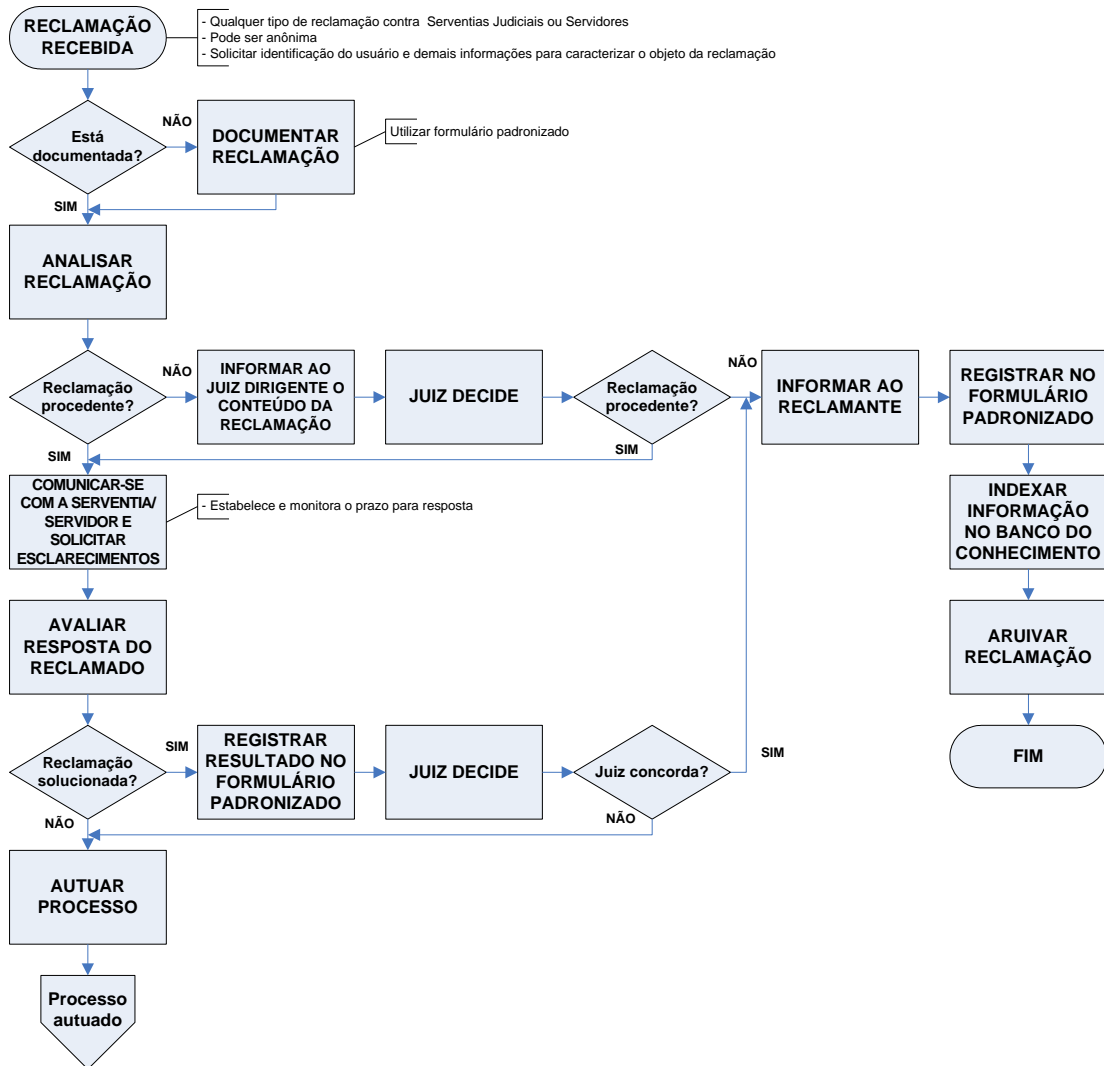 RECLAMAÇÃO
RECEBIDA
- Qualquer tipo de reclamação contra  Serventias Judiciais ou Servidores
- Pode ser anônima
- Solicitar identificação do usuário e demais informações para caracterizar o objeto da reclamação
Está
documentada?
NÃO
DOCUMENTAR
RECLAMAÇÃO
Utilizar formulário padronizado
SIM
ANALISAR
RECLAMAÇÃO
Reclamação
procedente?
NÃO
INFORMAR AO
JUIZ DIRIGENTE O
CONTEÚDO DA
RECLAMAÇÃO
JUIZ DECIDE
Reclamação
procedente?
NÃO
INFORMAR AO
RECLAMANTE
REGISTRAR NO
FORMULÁRIO
PADRONIZADO
SIM
SIM
COMUNICAR-SE
COM A SERVENTIA/
SERVIDOR E
SOLICITAR
ESCLARECIMENTOS
- Estabelece e monitora o prazo para resposta
INDEXAR
INFORMAÇÃO
NO BANCO DO
CONHECIMENTO
AVALIAR
RESPOSTA DO
RECLAMADO
ARUIVAR
RECLAMAÇÃO
Reclamação
solucionada?
SIM
REGISTRAR
RESULTADO NO
FORMULÁRIO
PADRONIZADO
JUIZ DECIDE
Juiz concorda?
SIM
FIM
NÃO
NÃO
AUTUAR
PROCESSO
Processo
autuado